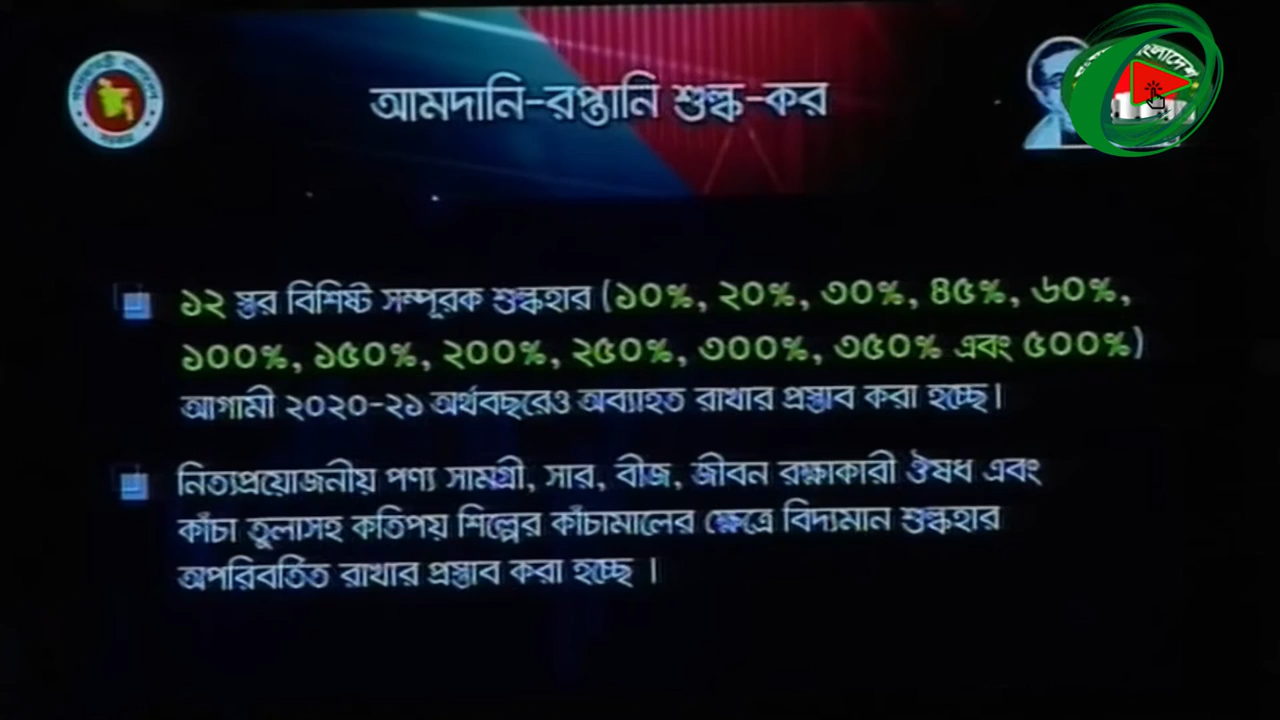 আমদানি-রপ্তানি শুল্ক-কর
১২ স্তর বিশিষ্ট সম্পূরক শুল্কহার (১০%, ২০%, ৩০%, ৪৫%, ৬০%,
১০০%, ১৫০%, ২০০%, ২৫০%, ৩০০%, ৩৫০% এবং ৫০০%)
আগামী ২০২০-২১ অর্থবছরেও অব্যাহত রাখার প্রস্তাব করা হচ্ছে।
নিত্যপ্রয়োজনীয় পণ্য সামগ্রী, সার, বীজ, জীবন রক্ষাকারী ঔষধ এবং
কাঁচা তুলাসহ কতিপয় শিল্পের কাঁচামালের ক্ষেত্রে বিদ্যমান শুল্কহার
অপরিবর্তিত রাখার প্রস্তাব করা হচ্ছে ।